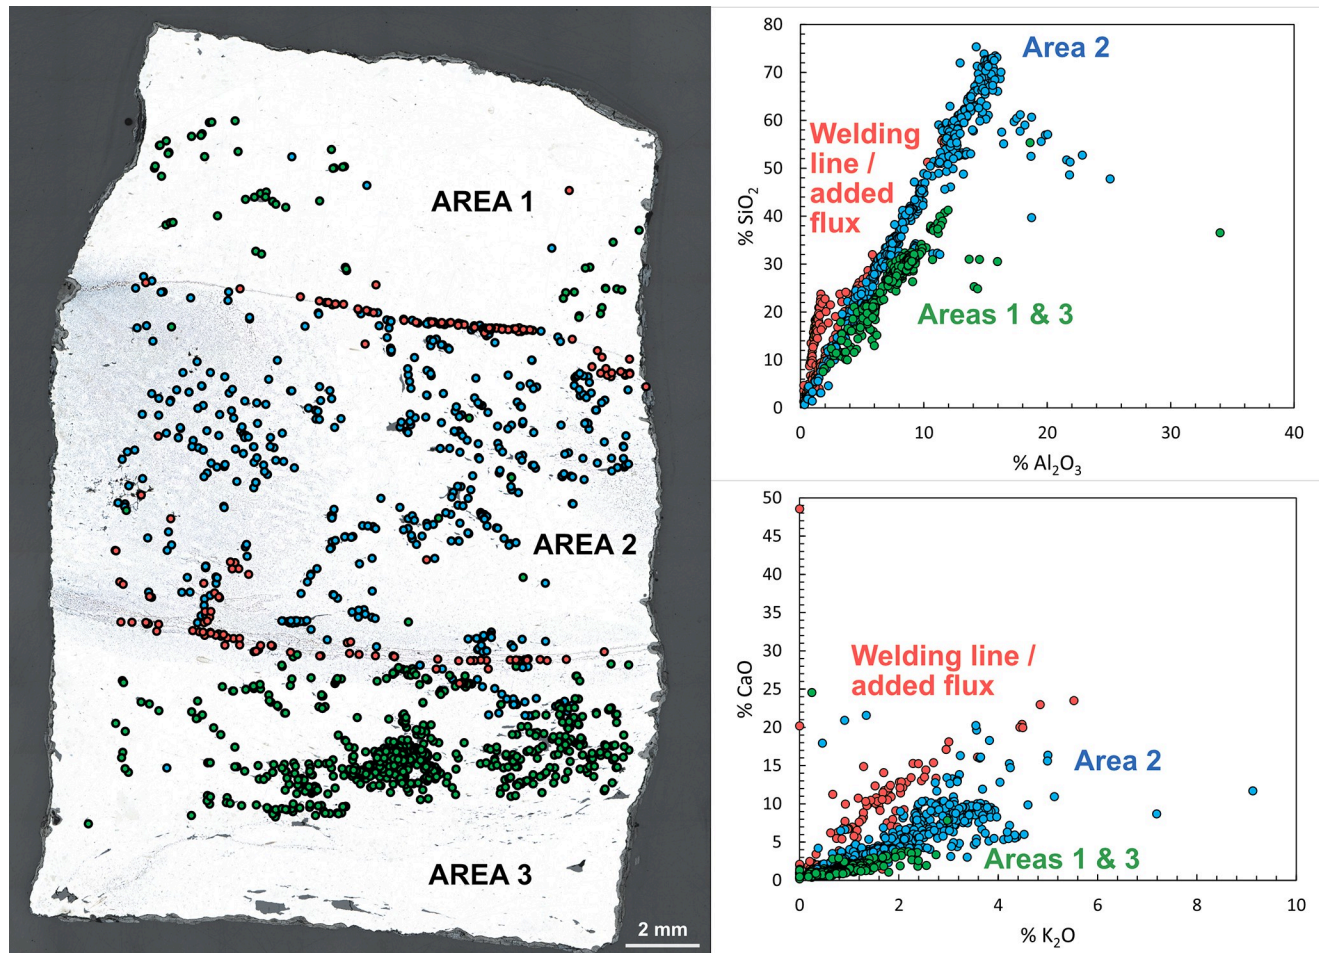 AREA 1
AREA 2
AREA 3
2 mm
80
70
60
50
40
30
20
10
0
% SiO2
Area 2
Welding
line /
added
flux
Areas 1 & 3
0 10 20 30 40
% Al2O3
50
45
40
35
30
25
20
15
10
5
0
% CaO
Welding line /
added flux
Area 2
Areas 1 & 3
0 2 4 6 8 10
% K2O